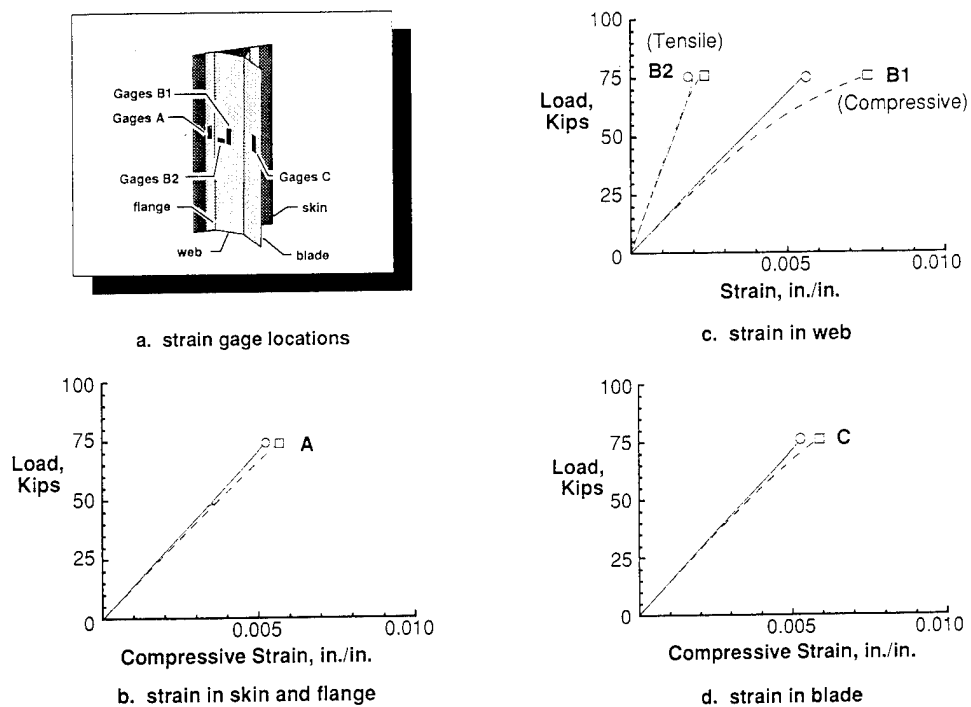 Gages B1
Gages A
Gages B2
Gages C
flange
skin
web
blade
a. strain gage locations
100
(Tensile)
B2
B1
75
Load,
Kips
(Compressive)
50
25
0
0.005
0.010
Strain, in./in.
c. strain in web
100
75
A
Load,
Kips
50
25
0
0.005
0.010
Compressive Strain, in./in.
b. strain in skin and flange
100
75
C
Load,
Kips
50
25
0
0.005
0.010
Compressive Strain, in./in.
d. strain in blade